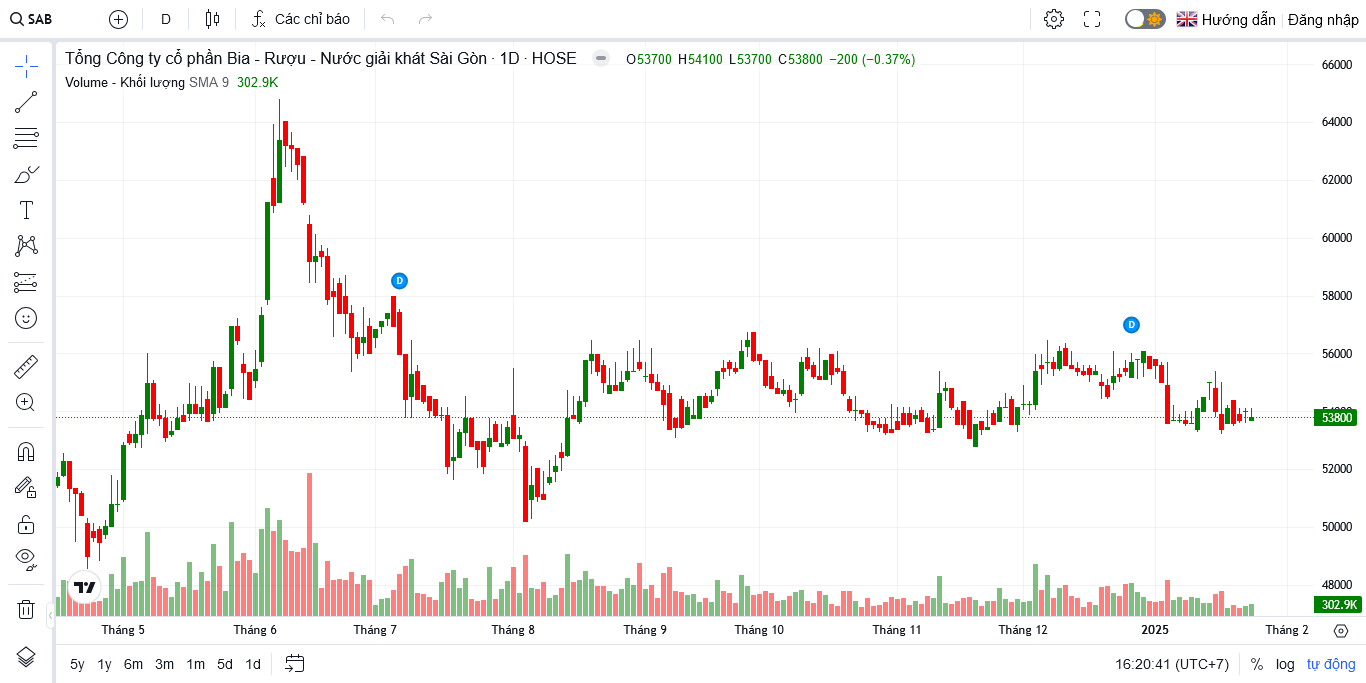 SAB D Các chỉ báo Hướng dẫn Đăng nhập
Tổng Công ty cổ phần Bia - Rượu - Nước giải khát Sài Gòn · 1D · HOSE O53700 H54100 L53700 C53800 −200 (−0.37%)
Volume - Khối lượng SMA 9 302.9K
66000
64000
62000
60000
58000
D
D
56000
54000
53800
52000
50000
48000
302.9K
Tháng 5 Tháng 6 Tháng 7 Tháng 8 Tháng 9 Tháng 10 Tháng 11 Tháng 12 2025 Tháng 2
5y 1y 6m 3m 1m 5d 1d 16:20:41 (UTC+7) % log tự động